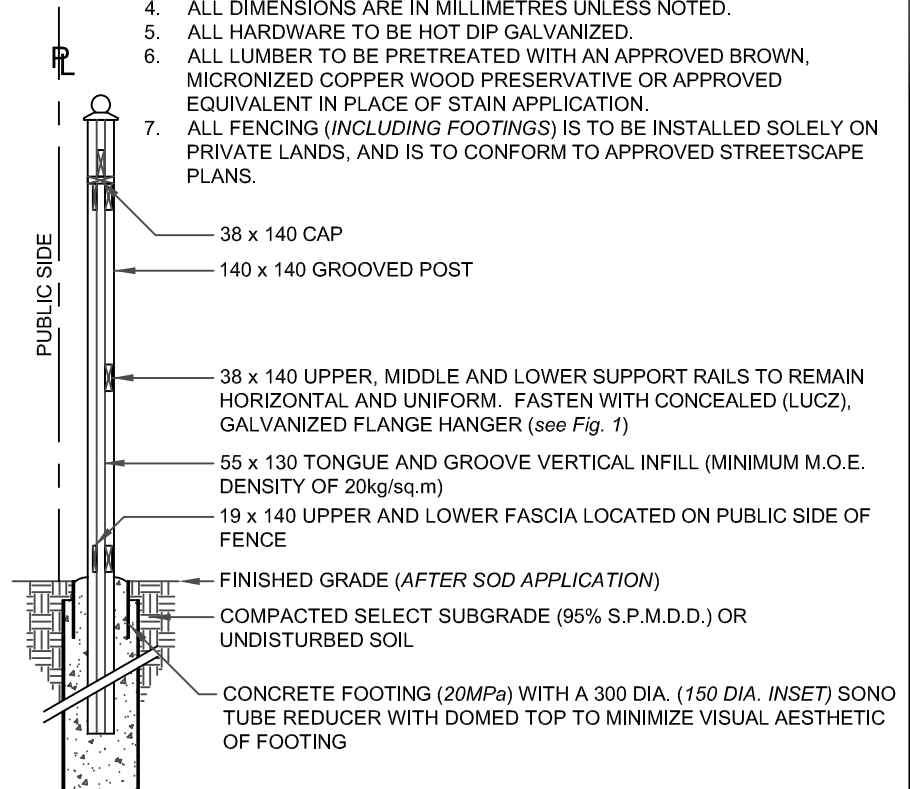 4. ALL DIMENSIONS ARE IN MILLIMETRES UNLESS NOTED.
5. ALL HARDWARE TO BE HOT DIP GALVANIZED.
6. ALL LUMBER TO BE PRETREATED WITH AN APPROVED BROWN,
MICRONIZED COPPER WOOD PRESERVATIVE OR APPROVED
EQUIVALENT IN PLACE OF STAIN APPLICATION.
7. ALL FENCING (INCLUDING FOOTINGS) IS TO BE INSTALLED SOLELY ON
PRIVATE LANDS, AND IS TO CONFORM TO APPROVED STREETSCAPE
PLANS.
PL
PUBLIC SIDE
38 x 140 CAP
140 x 140 GROOVED POST
38 x 140 UPPER, MIDDLE AND LOWER SUPPORT RAILS TO REMAIN
HORIZONTAL AND UNIFORM. FASTEN WITH CONCEALED (LUCZ),
GALVANIZED FLANGE HANGER (see Fig. 1)
55 x 130 TONGUE AND GROOVE VERTICAL INFILL (MINIMUM M.O.E.
DENSITY OF 20kg/sq.m)
19 x 140 UPPER AND LOWER FASCIA LOCATED ON PUBLIC SIDE OF
FENCE
FINISHED GRADE (AFTER SOD APPLICATION)
COMPACTED SELECT SUBGRADE (95% S.P.M.D.D.) OR
UNDISTURBED SOIL
CONCRETE FOOTING (20MPa) WITH A 300 DIA. (150 DIA. INSET) SONO
TUBE REDUCER WITH DOMED TOP TO MINIMIZE VISUAL AESTHETIC
OF FOOTING